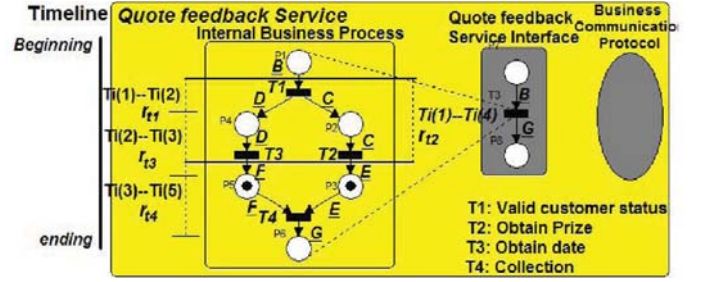 Timeline
Quote feedback Service
Internal Business Process
Quote feedback
Service Interface
Business
Communication
Protocol
Beginning
P1
B
T1
Ti(1)--Ti(2)
rt1
D
C
P4
P2
Ti(1)--Ti(4)
rt2
T3
B
G
P6
Ti(2)--Ti(3)
rt3
D
T3
C
T2
F
E
P5
P3
Ti(3)--Ti(5)
rt4
F
T4
E
G
P6
ending
T1: Valid customer status
T2: Obtain Prize
T3: Obtain date
T4: Collection